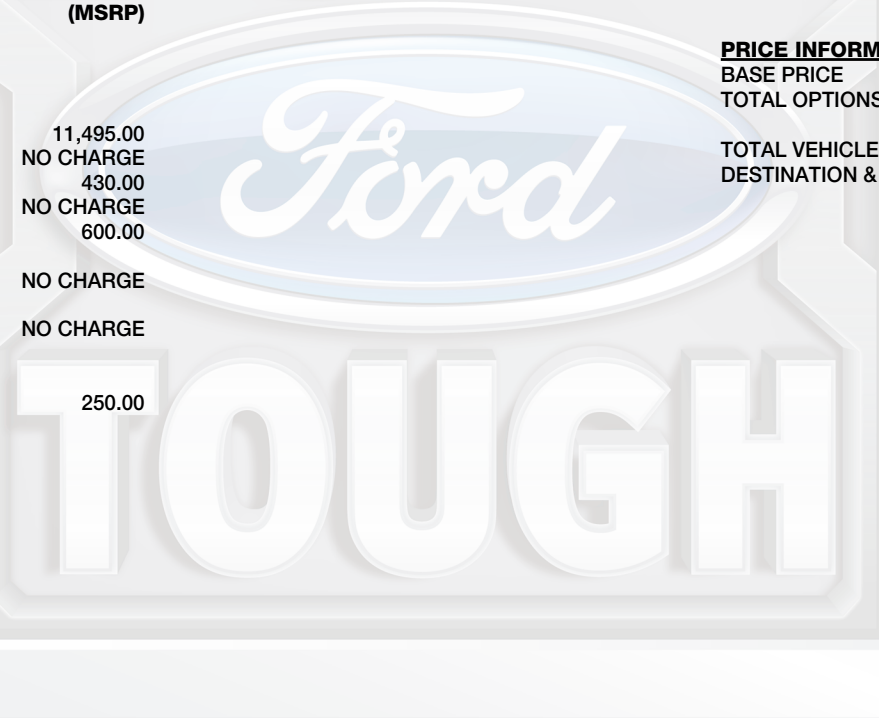 (MSRP)
11,495.00
NO CHARGE
430.00
NO CHARGE
600.00
NO CHARGE
NO CHARGE
250.00
PRICE INFORM
BASE PRICE
TOTAL OPTIONS
TOTAL VEHICLE
DESTINATION &
Ford
TOUGH